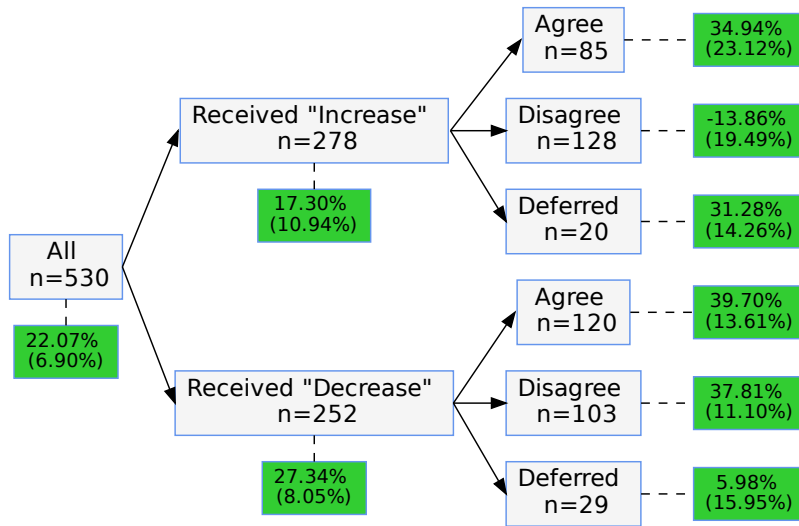 All
n=530
22.07%
(6.90%)
Received "Increase"
n=278
17.30%
(10.94%)
Agree
n=85
34.94%
(23.12%)
Disagree
n=128
-13.86%
(19.49%)
Deferred
n=20
31.28%
(14.26%)
Received "Decrease"
n=252
27.34%
(8.05%)
Agree
n=120
39.70%
(13.61%)
Disagree
n=103
37.81%
(11.10%)
Deferred
n=29
5.98%
(15.95%)